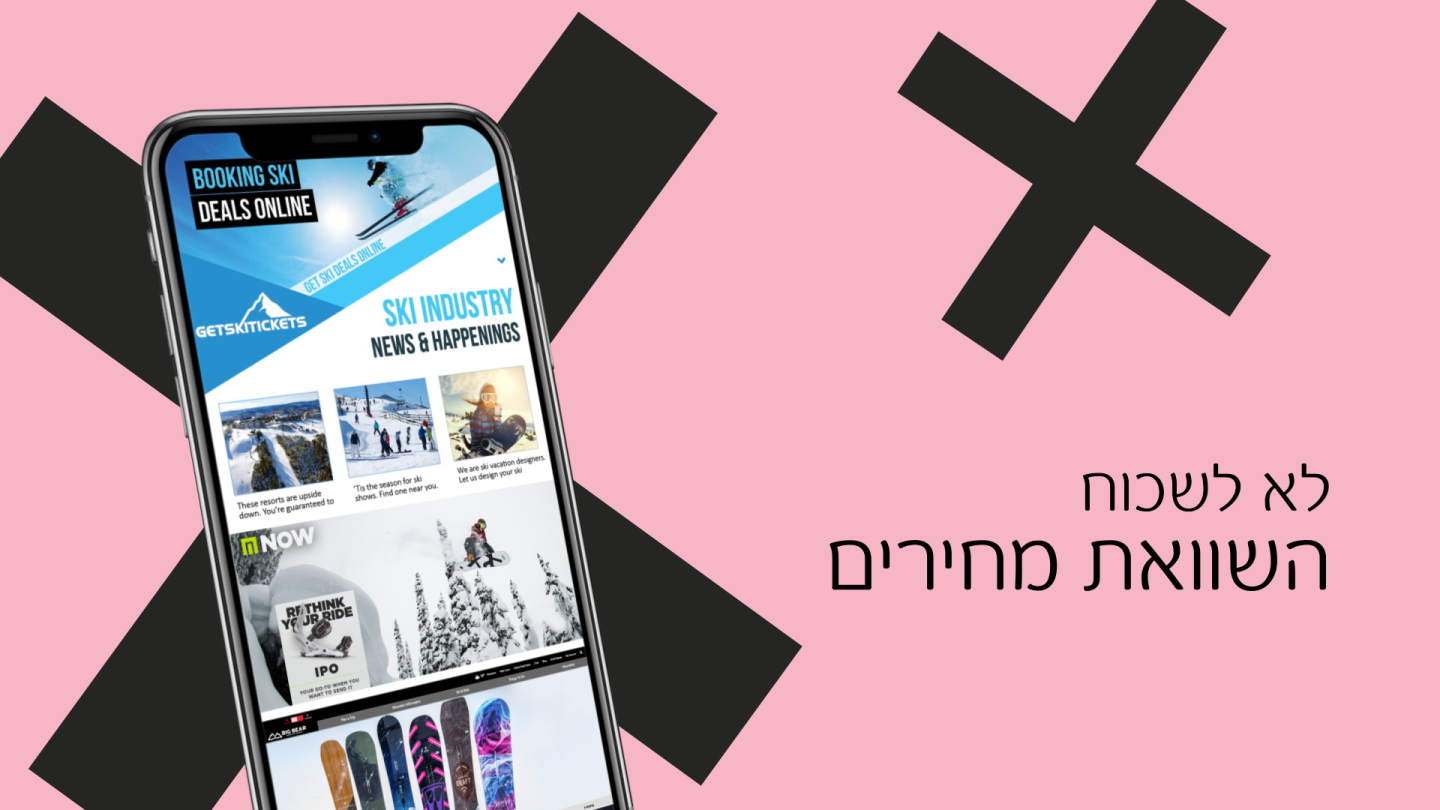 BOOKING SKI
DEALS ONLINE
GET SKI DEALS ONLINE
GETSKITICKETS
SKI INDUSTRY
NEWS & HAPPENINGS
These resorts are upside
down. You're guaranteed to
'Tis the season for ski
shows. Find one near you.
We are ski vacation designers.
Let us design your ski
NOW
RETHINK
YOUR RIDE
IPO
YOUR GO-TO WHEN YOU
WANT TO SEND IT
BIG BEAR
לא לשכוח
השוואת מחירים